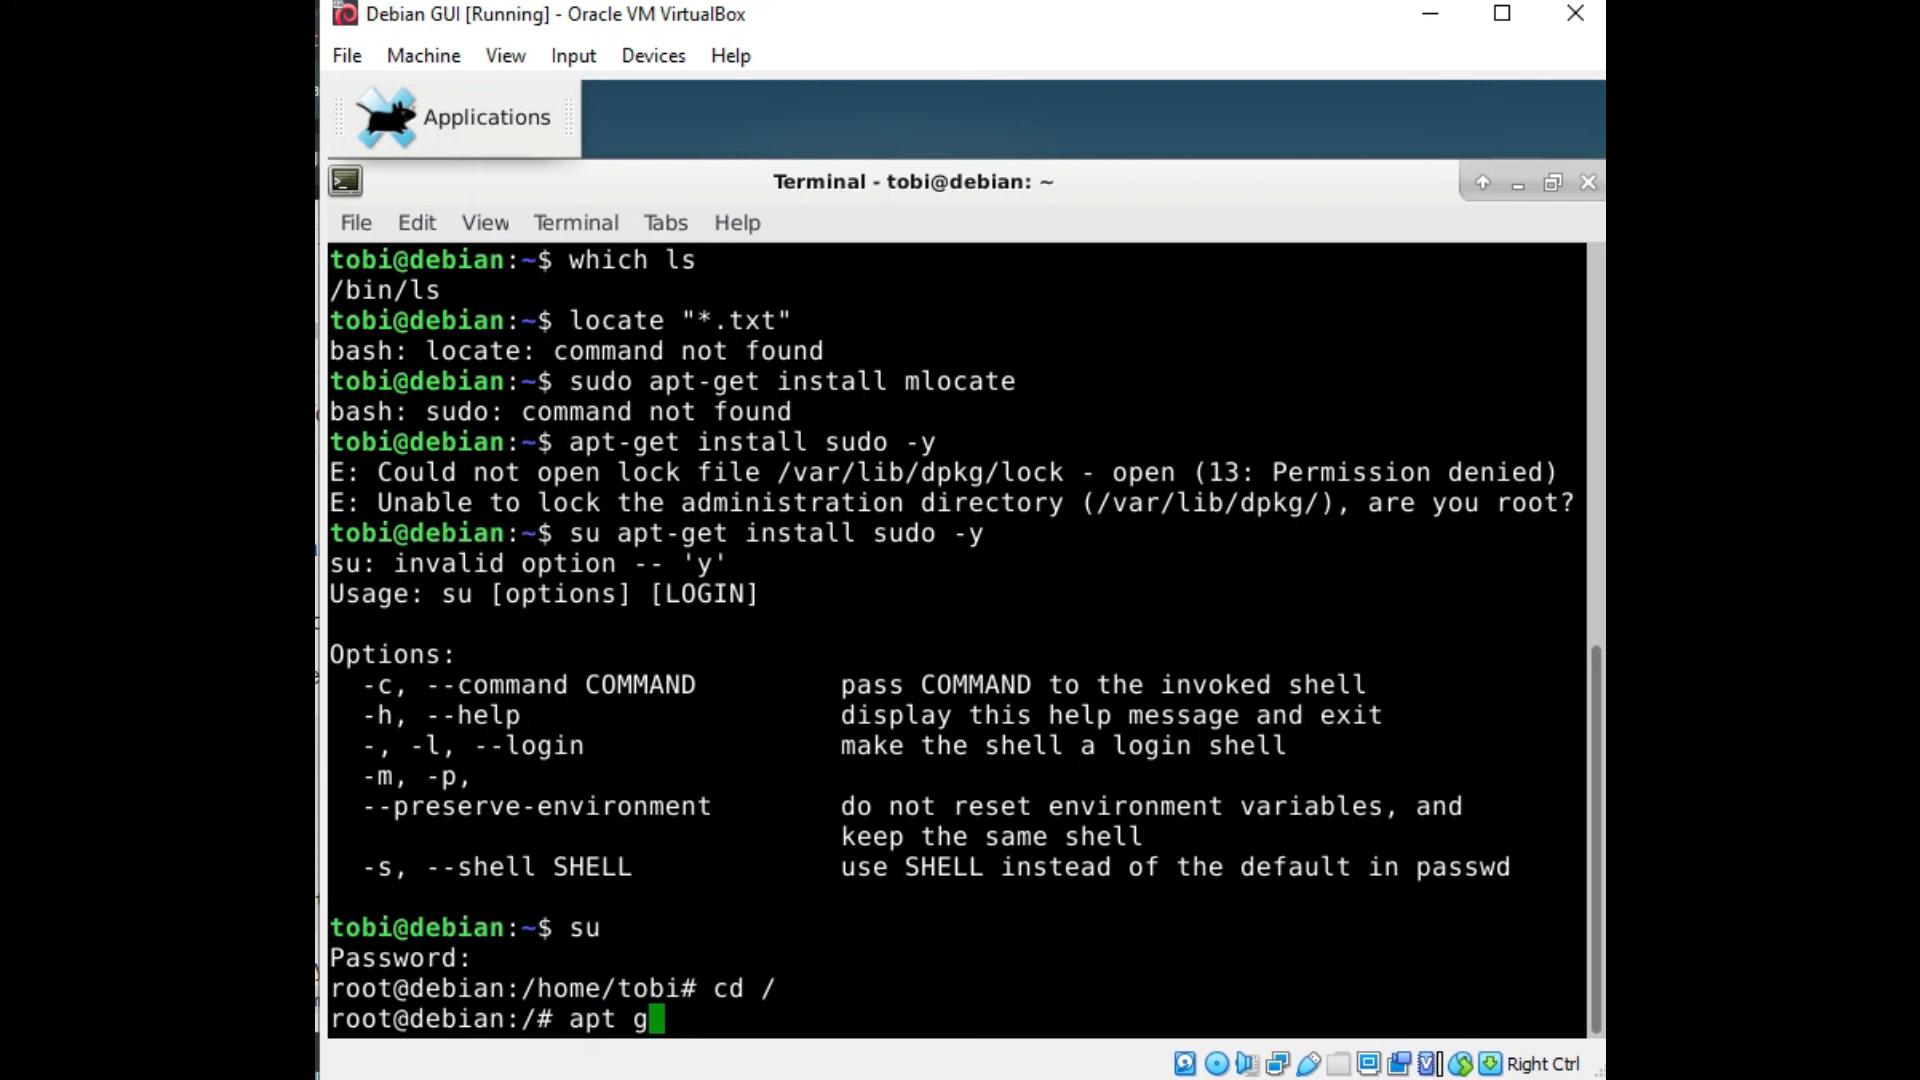 Debian GUI [Running] - Oracle VM VirtualBox
File Machine View Input Devices Help
Applications
Terminal - tobi@debian: ~
File Edit View Terminal Tabs Help
tobi@debian:~$ which ls
/bin/ls
tobi@debian:~$ locate "*.txt"
bash: locate: command not found
tobi@debian:~$ sudo apt-get install mlocate
bash: sudo: command not found
tobi@debian:~$ apt-get install sudo -y
E: Could not open lock file /var/lib/dpkg/lock - open (13: Permission denied)
E: Unable to lock the administration directory (/var/lib/dpkg/), are you root?
tobi@debian:~$ su apt-get install sudo -y
su: invalid option -- 'y'
Usage: su [options] [LOGIN]
Options:
-c, --command COMMAND pass COMMAND to the invoked shell
-h, --help display this help message and exit
-, -l, --login make the shell a login shell
-m, -p,
--preserve-environment do not reset environment variables, and
keep the same shell
-s, --shell SHELL use SHELL instead of the default in passwd
tobi@debian:~$ su
Password:
root@debian:/home/tobi# cd /
root@debian:/# apt g
Right Ctrl